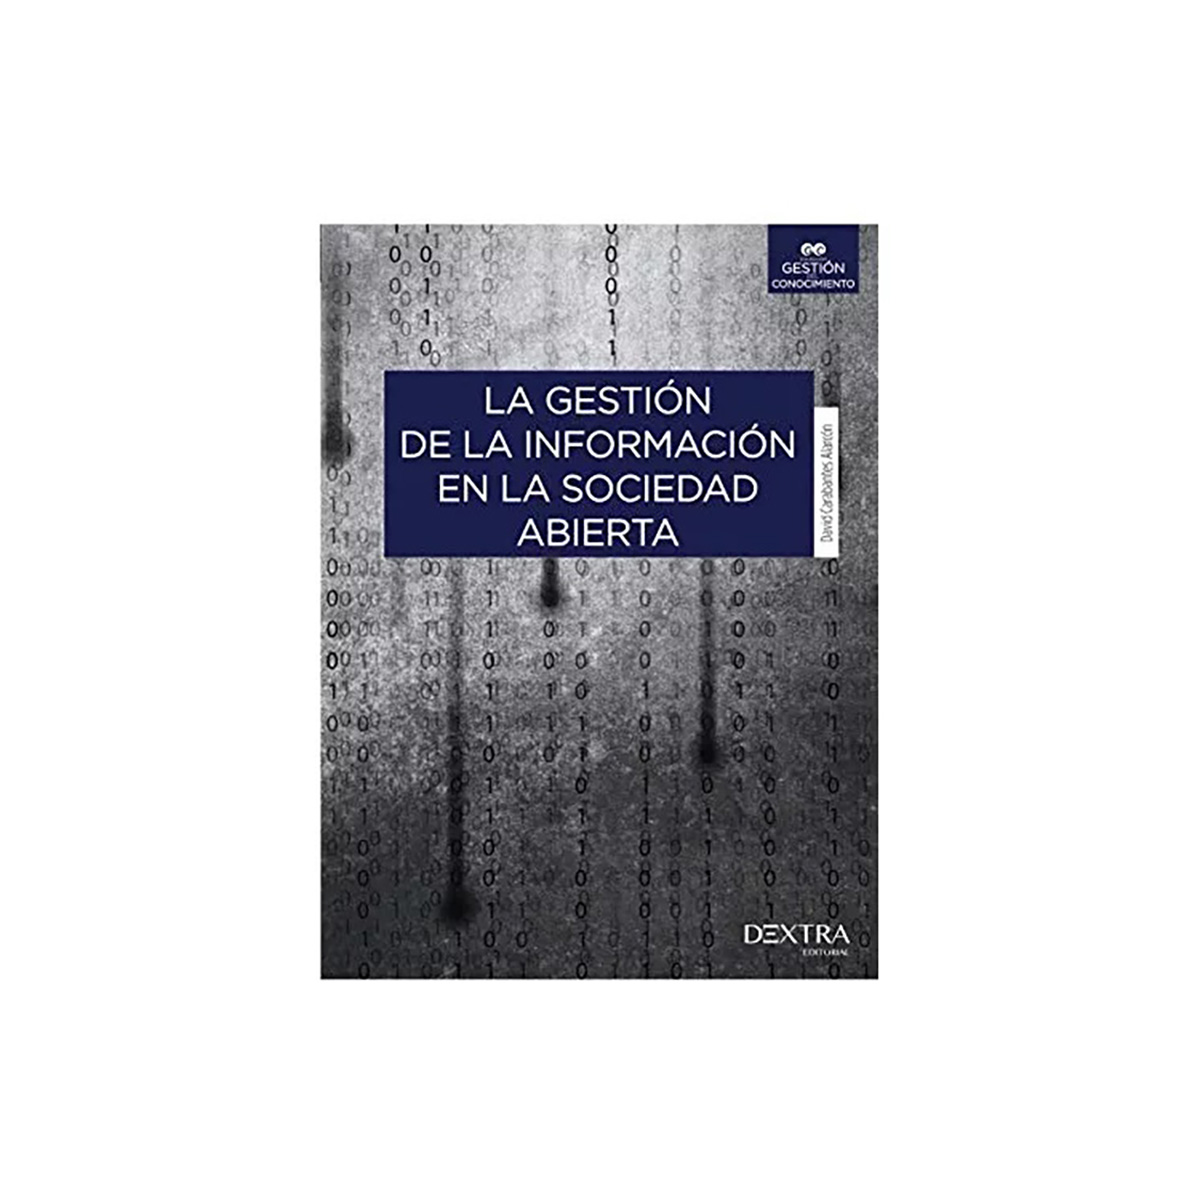 GESTIÓN
CONOCIMIENTO
LA GESTIÓN
DE LA INFORMACIÓN
EN LA SOCIEDAD
ABIERTA
David Carabantes Alarcón
DEXTRA
EDITORIAL